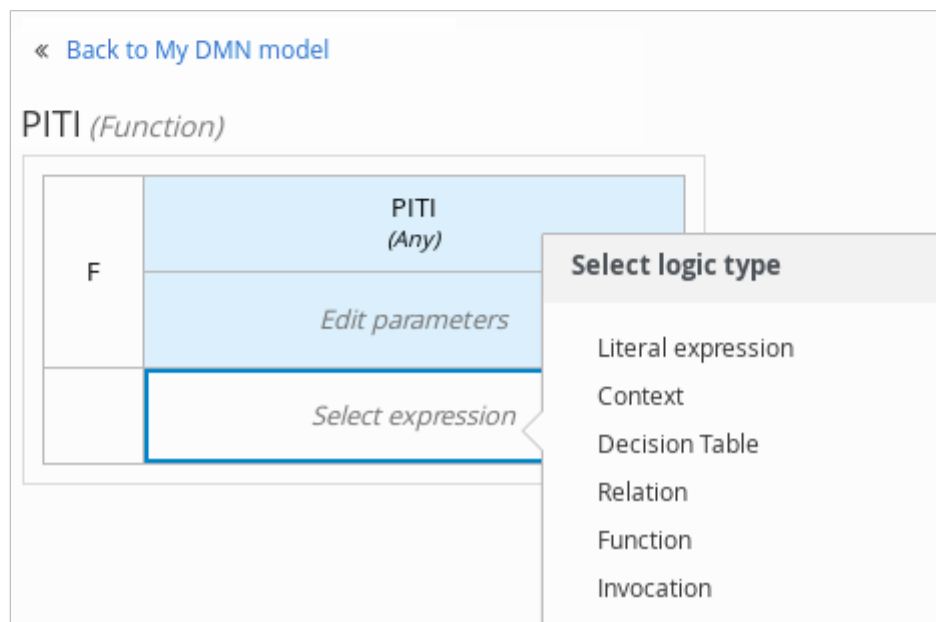 « Back to My DMN model
PITI (Function)
PITI
(Any)
F
Edit parameters
Select expression
Select logic type
Literal expression
Context
Decision Table
Relation
Function
Invocation